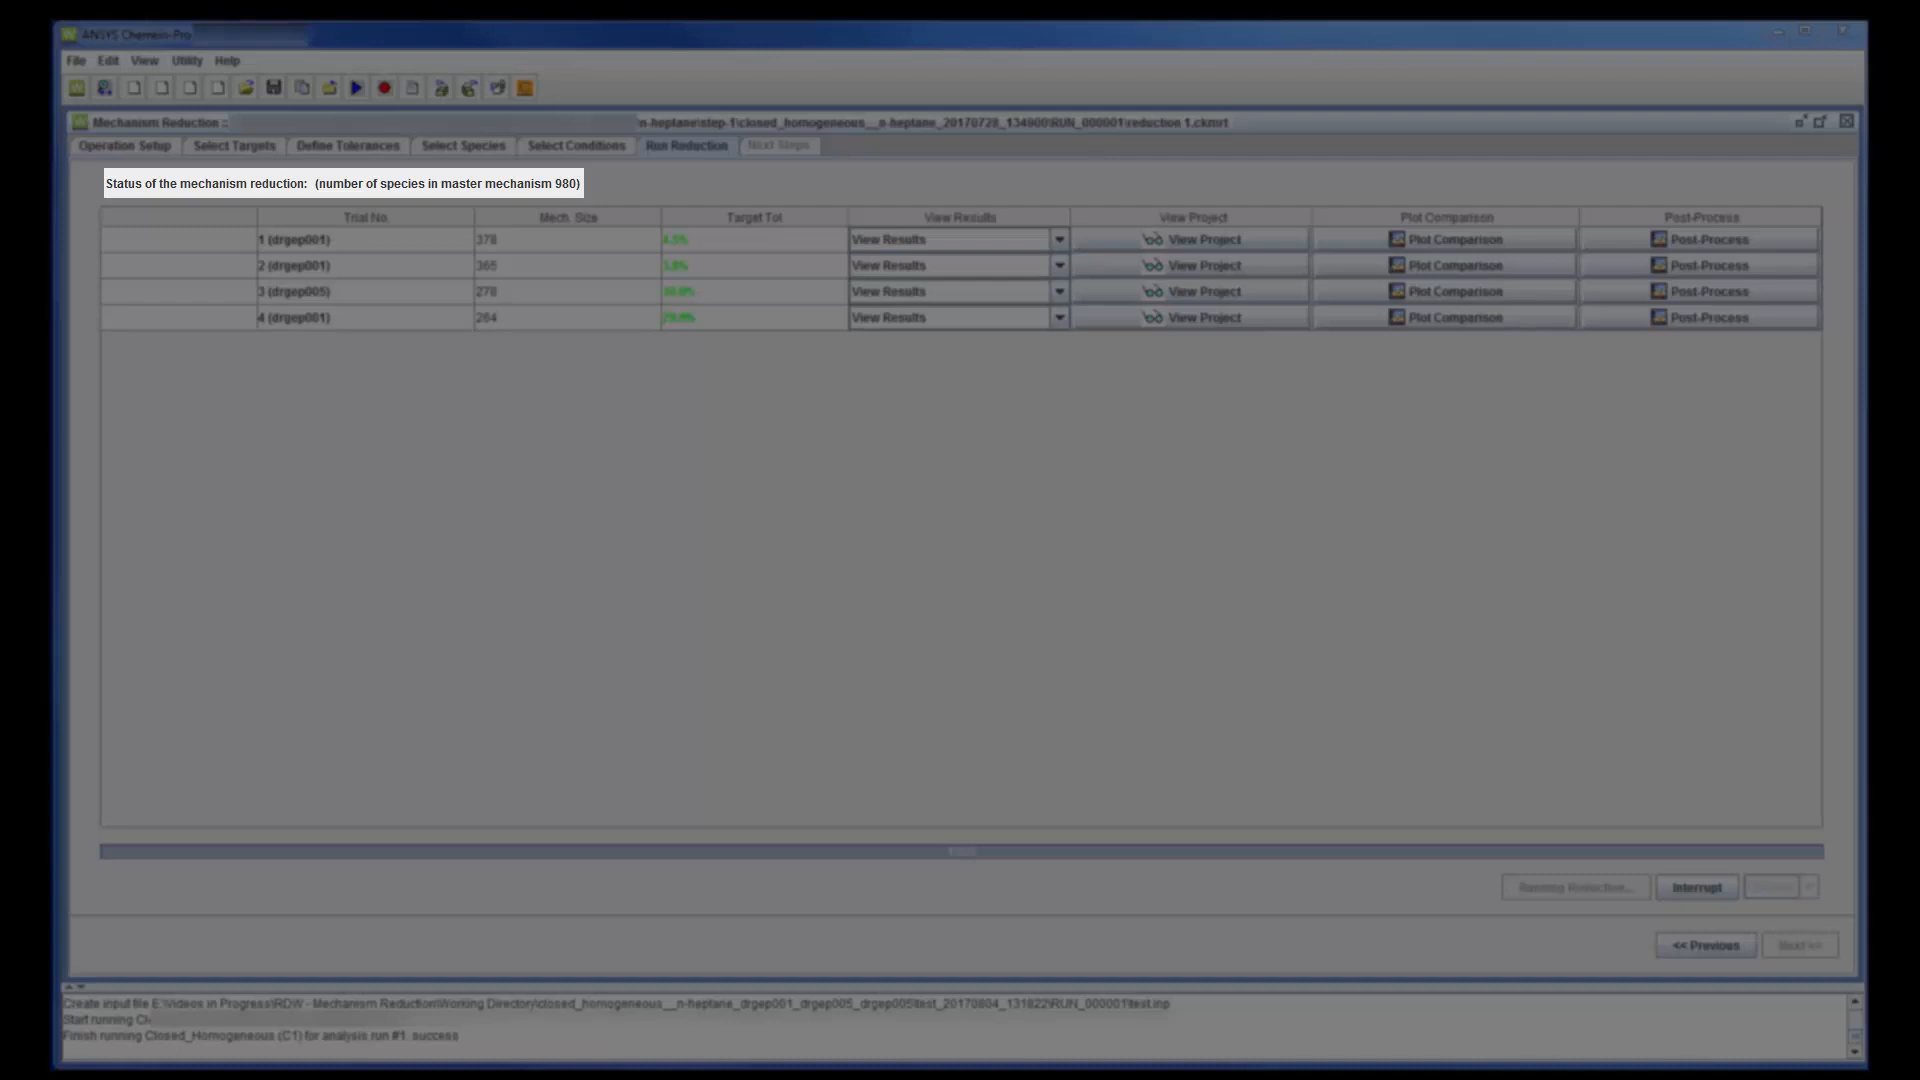 ANSYS Chemkin-Pro
File Edit View Utility Help
Mechanism Reduction :: n-heptane\step-1\closed_homogeneous__n-heptane_20170728_134900\RUN_000001\reduction 1.ckmrt
Operation Setup Select Targets Define Tolerances Select Species Select Conditions Run Reduction Next Steps
Status of the mechanism reduction: (number of species in master mechanism 980)
Trial No. Mech. Size Target Tol View Results View Project Plot Comparison Post-Process
1 (drgep001) 378 4.5% View Results View Project Plot Comparison Post-Process
2 (drgep001) 365 View Results View Project Plot Comparison Post-Process
3 (drgep005) 278 View Results View Project Plot Comparison Post-Process
4 (drgep001) 264 View Results View Project Plot Comparison Post-Process
Running Reduction... Interrupt
<< Previous Next >>
Create input file E:\Videos in Progress\RDW - Mechanism Reduction\Working Directory\closed_homogeneous__n-heptane_drgep001_drgep005_drgep005\test_20170804_131822\RUN_000001\test.inp
Start running
Finish running Closed_Homogeneous (C1) for analysis run #1. success